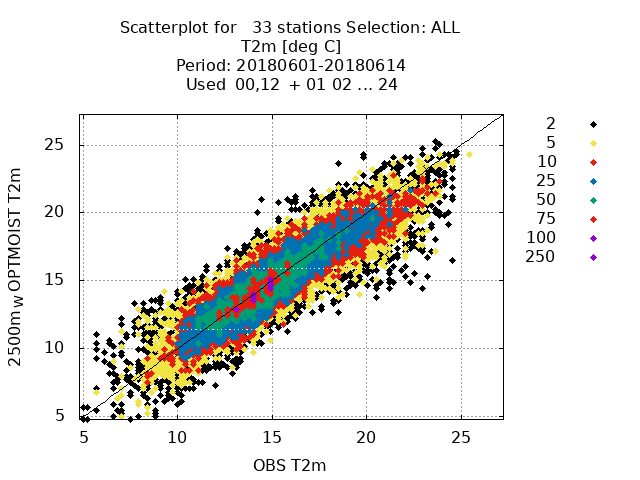 Scatterplot for 33 stations Selection: ALL
T2m [deg C]
Period: 20180601-20180614
Used 00,12 + 01 02 ... 24
2500m_W OPTMOIST T2m
25
20
15
10
5
5 10 15 20 25
OBS T2m
2
5
10
25
50
75
100
250